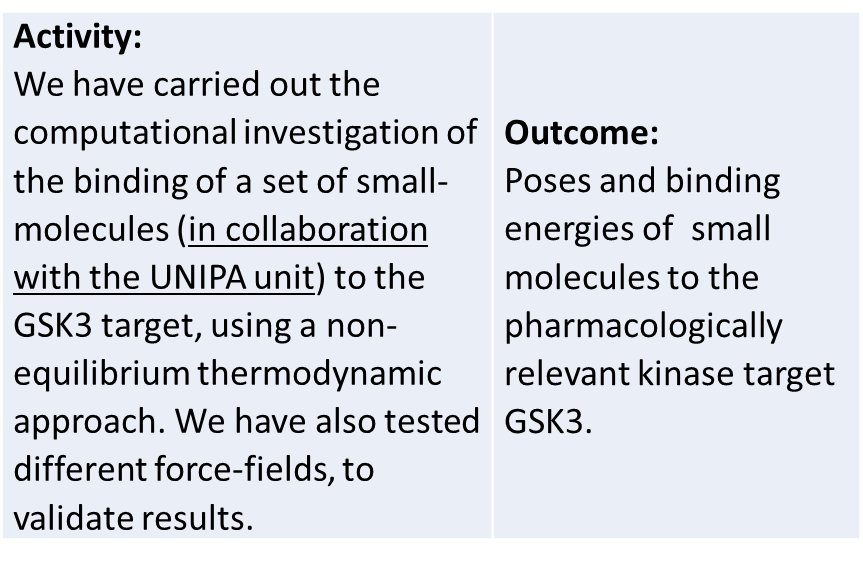 Activity:
We have carried out the
computational investigation of
the binding of a set of small-
molecules (in collaboration
with the UNIPA unit) to the
GSK3 target, using a non-
equilibrium thermodynamic
approach. We have also tested
different force-fields, to
validate results.
Outcome:
Poses and binding
energies of  small
molecules to the
pharmacologically
relevant kinase target
GSK3.